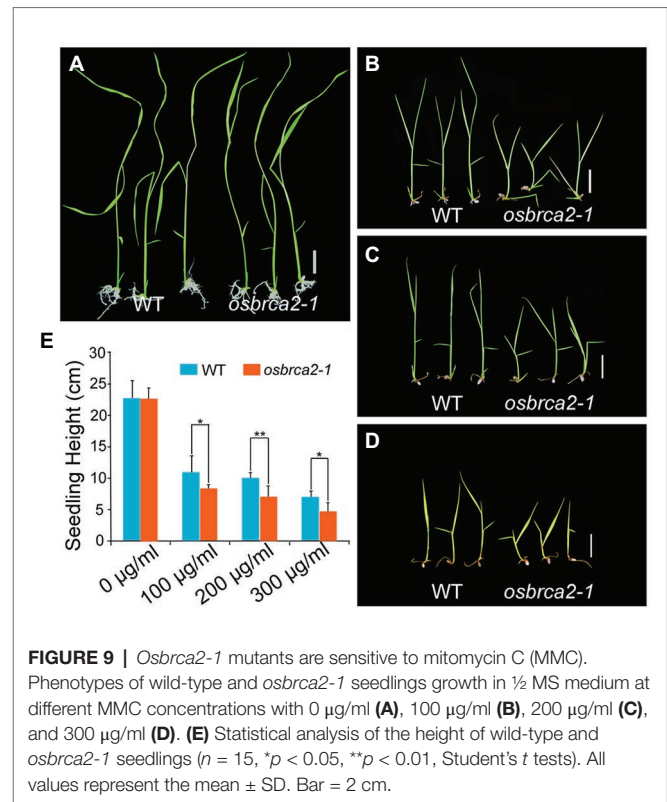 A
WT osbrca2-1
B
WT osbrca2-1
C
WT osbrca2-1
D
WT osbrca2-1
E
Seedling Height (cm)
30
25
20
15
10
5
0
WT osbrca2-1
*
**
*
0 µg/ml
100 µg/ml
200 µg/ml
300 µg/ml
FIGURE 9 | Osbrca2-1 mutants are sensitive to mitomycin C (MMC).
Phenotypes of wild-type and osbrca2-1 seedlings growth in ½ MS medium at
different MMC concentrations with 0 µg/ml (A), 100 µg/ml (B), 200 µg/ml (C),
and 300 µg/ml (D). (E) Statistical analysis of the height of wild-type and
osbrca2-1 seedlings (n = 15, *p < 0.05, **p < 0.01, Student's t tests). All
values represent the mean ± SD. Bar = 2 cm.